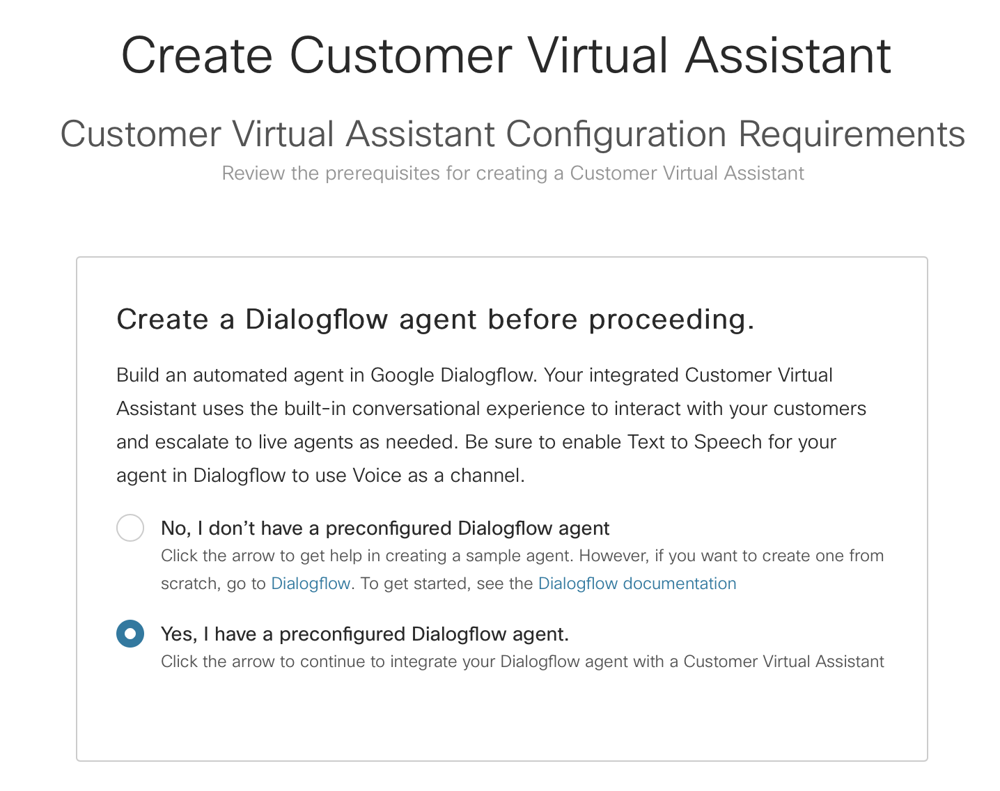 Create Customer Virtual Assistant
Customer Virtual Assistant Configuration Requirements
Review the prerequisites for creating a Customer Virtual Assistant
Create a Dialogflow agent before proceeding.
Build an automated agent in Google Dialogflow. Your integrated Customer Virtual
Assistant uses the built-in conversational experience to interact with your customers
and escalate to live agents as needed. Be sure to enable Text to Speech for your
agent in Dialogflow to use Voice as a channel.
No, I don’t have a preconfigured Dialogflow agent
Click the arrow to get help in creating a sample agent. However, if you want to create one from
scratch, go to Dialogflow. To get started, see the Dialogflow documentation
Yes, I have a preconfigured Dialogflow agent.
Click the arrow to continue to integrate your Dialogflow agent with a Customer Virtual Assistant